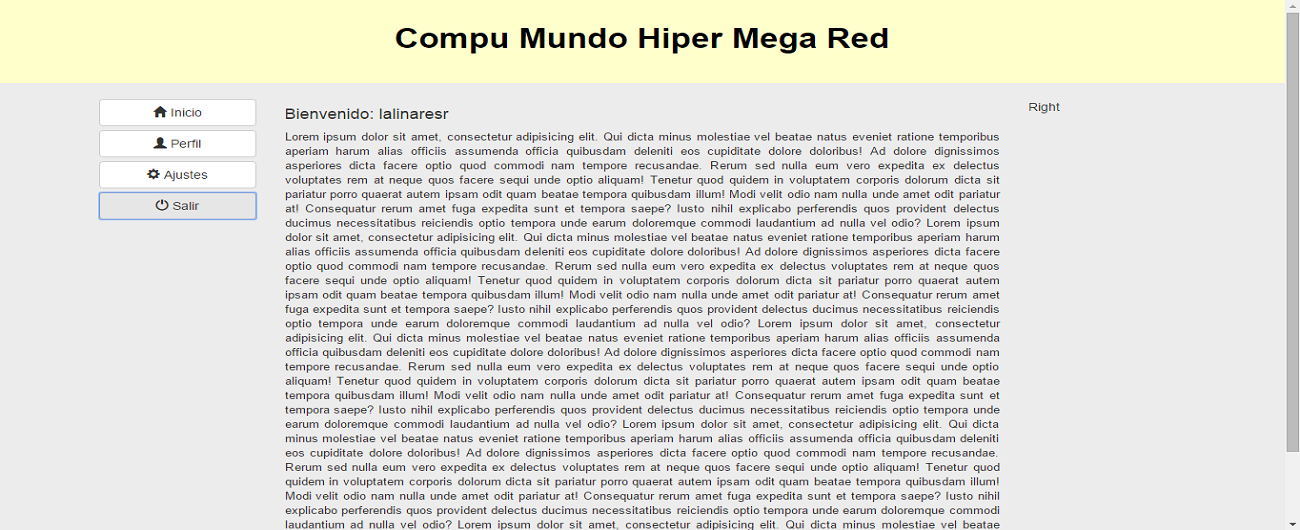 Compu Mundo Hiper Mega Red
Inicio
Perfil
Ajustes
Salir
Bienvenido: lalinaresr
Lorem ipsum dolor sit amet, consectetur adipisicing elit. Qui dicta minus molestiae vel beatae natus eveniet ratione temporibus
aperiam harum alias officiis assumenda officia quibusdam deleniti eos cupiditate dolore doloribus! Ad dolore dignissimos
asperiores dicta facere optio quod commodi nam tempore recusandae. Rerum sed nulla eum vero expedita ex delectus
voluptates rem at neque quos facere sequi unde optio aliquam! Tenetur quod quidem in voluptatem corporis dolorum dicta sit
pariatur porro quaerat autem ipsam odit quam beatae tempora quibusdam illum! Modi velit odio nam nulla unde amet odit pariatur
at! Consequatur rerum amet fuga expedita sunt et tempora saepe? Iusto nihil explicabo perferendis quos provident delectus
ducimus necessitatibus reiciendis optio tempora unde earum doloremque commodi laudantium ad nulla vel odio? Lorem ipsum
dolor sit amet, consectetur adipisicing elit. Qui dicta minus molestiae vel beatae natus eveniet ratione temporibus aperiam harum
alias officiis assumenda officia quibusdam deleniti eos cupiditate dolore doloribus! Ad dolore dignissimos asperiores dicta facere
optio quod commodi nam tempore recusandae. Rerum sed nulla eum vero expedita ex delectus voluptates rem at neque quos
facere sequi unde optio aliquam! Tenetur quod quidem in voluptatem corporis dolorum dicta sit pariatur porro quaerat autem
ipsam odit quam beatae tempora quibusdam illum! Modi velit odio nam nulla unde amet odit pariatur at! Consequatur rerum amet
fuga expedita sunt et tempora saepe? Iusto nihil explicabo perferendis quos provident delectus ducimus necessitatibus reiciendis
optio tempora unde earum doloremque commodi laudantium ad nulla vel odio? Lorem ipsum dolor sit amet, consectetur
adipisicing elit. Qui dicta minus molestiae vel beatae natus eveniet ratione temporibus aperiam harum alias officiis assumenda
officia quibusdam deleniti eos cupiditate dolore doloribus! Ad dolore dignissimos asperiores dicta facere optio quod commodi nam
tempore recusandae. Rerum sed nulla eum vero expedita ex delectus voluptates rem at neque quos facere sequi unde optio
aliquam! Tenetur quod quidem in voluptatem corporis dolorum dicta sit pariatur porro quaerat autem ipsam odit quam beatae
tempora quibusdam illum! Modi velit odio nam nulla unde amet odit pariatur at! Consequatur rerum amet fuga expedita sunt et
tempora saepe? Iusto nihil explicabo perferendis quos provident delectus ducimus necessitatibus reiciendis optio tempora unde
earum doloremque commodi laudantium ad nulla vel odio? Lorem ipsum dolor sit amet, consectetur adipisicing elit. Qui dicta
minus molestiae vel beatae natus eveniet ratione temporibus aperiam harum alias officiis assumenda officia quibusdam deleniti
eos cupiditate dolore doloribus! Ad dolore dignissimos asperiores dicta facere optio quod commodi nam tempore recusandae.
Rerum sed nulla eum vero expedita ex delectus voluptates rem at neque quos facere sequi unde optio aliquam! Tenetur quod
quidem in voluptatem corporis dolorum dicta sit pariatur porro quaerat autem ipsam odit quam beatae tempora quibusdam illum!
Modi velit odio nam nulla unde amet odit pariatur at! Consequatur rerum amet fuga expedita sunt et tempora saepe? Iusto nihil
explicabo perferendis quos provident delectus ducimus necessitatibus reiciendis optio tempora unde earum doloremque commodi
laudantium ad nulla vel odio? Lorem ipsum dolor sit amet, consectetur adipisicing elit. Qui dicta minus molestiae vel beatae
Right